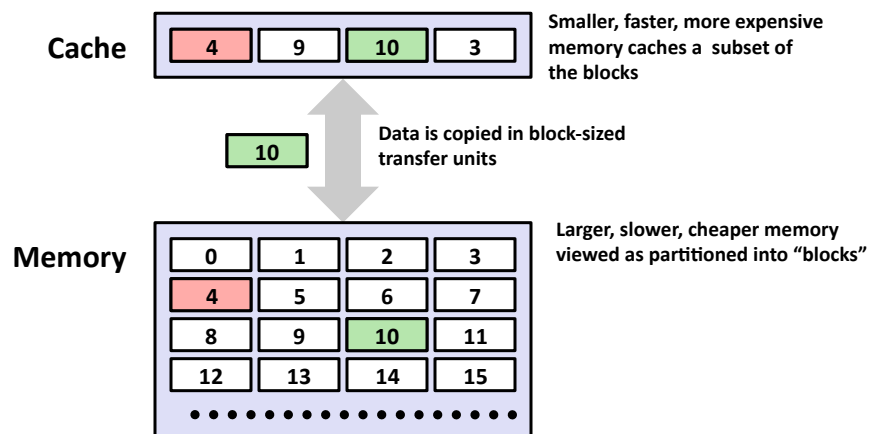 Cache
4 9 10 3
Smaller, faster, more expensive
memory caches a subset of
the blocks
10
Data is copied in block-sized
transfer units
Memory
0 1 2 3
4 5 6 7
8 9 10 11
12 13 14 15
Larger, slower, cheaper memory
viewed as partitioned into “blocks”